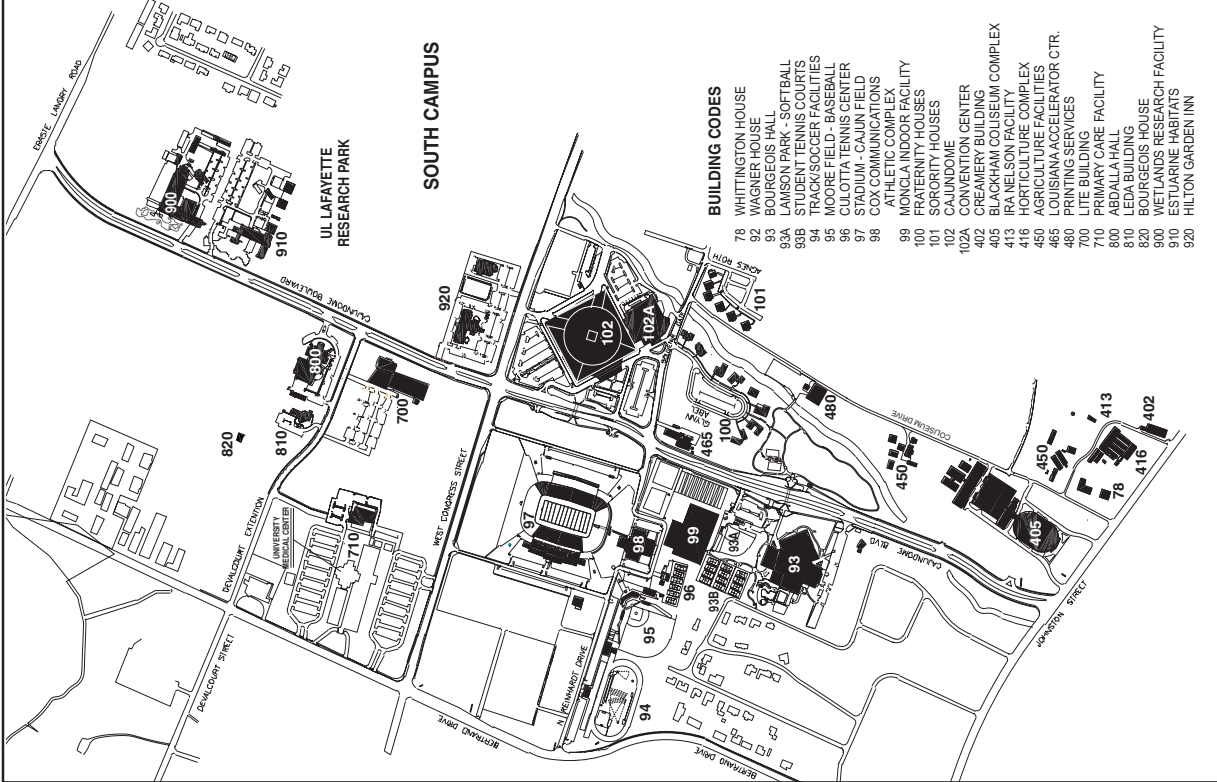 ERASTE LANDRY ROAD
SOUTH CAMPUS
UL LAFAYETTE
RESEARCH PARK
900
910
CAJUNDOME BOULEVARD
920
800
810
820
700
DEVALCOURT EXTENTION
UNIVERSITY
MEDICAL CENTER
710
DEVALCOURT STREET
WEST CONGRESS STREET
102
102A
AGNES ROTH
101
GLYNN
ABEL
100
465
480
COLISEUM DRIVE
97
98
99
96
95
94
93A
93B
93
N REINHARDT DRIVE
BERTRAND DRIVE
BERTRAND DRIVE
CAJUNDOME BLVD.
450
450
413
402
416
78
405
JOHNSTON STREET
BUILDING CODES
78 WHITTINGTON HOUSE
92 WAGNER HOUSE
93 BOURGEOIS HALL
93A LAMSON PARK - SOFTBALL
93B STUDENT TENNIS COURTS
94 TRACK/SOCCER FACILITIES
95 MOORE FIELD - BASEBALL
96 CULOTTA TENNIS CENTER
97 STADIUM - CAJUN FIELD
98 COX COMMUNICATIONS
ATHLETIC COMPLEX
99 MONCLA INDOOR FACILITY
100 FRATERNITY HOUSES
101 SORORITY HOUSES
102 CAJUNDOME
102A CONVENTION CENTER
402 CREAMERY BUILDING
405 BLACKHAM COLISEUM COMPLEX
413 IRA NELSON FACILITY
416 HORTICULTURE COMPLEX
450 AGRICULTURE FACILITIES
465 LOUISIANA ACCELERATOR CTR.
480 PRINTING SERVICES
700 LITE BUILDING
710 PRIMARY CARE FACILITY
800 ABDALLA HALL
810 LEDA BUILDING
820 BOURGEOIS HOUSE
900 WETLANDS RESEARCH FACILITY
910 ESTUARINE HABITATS
920 HILTON GARDEN INN